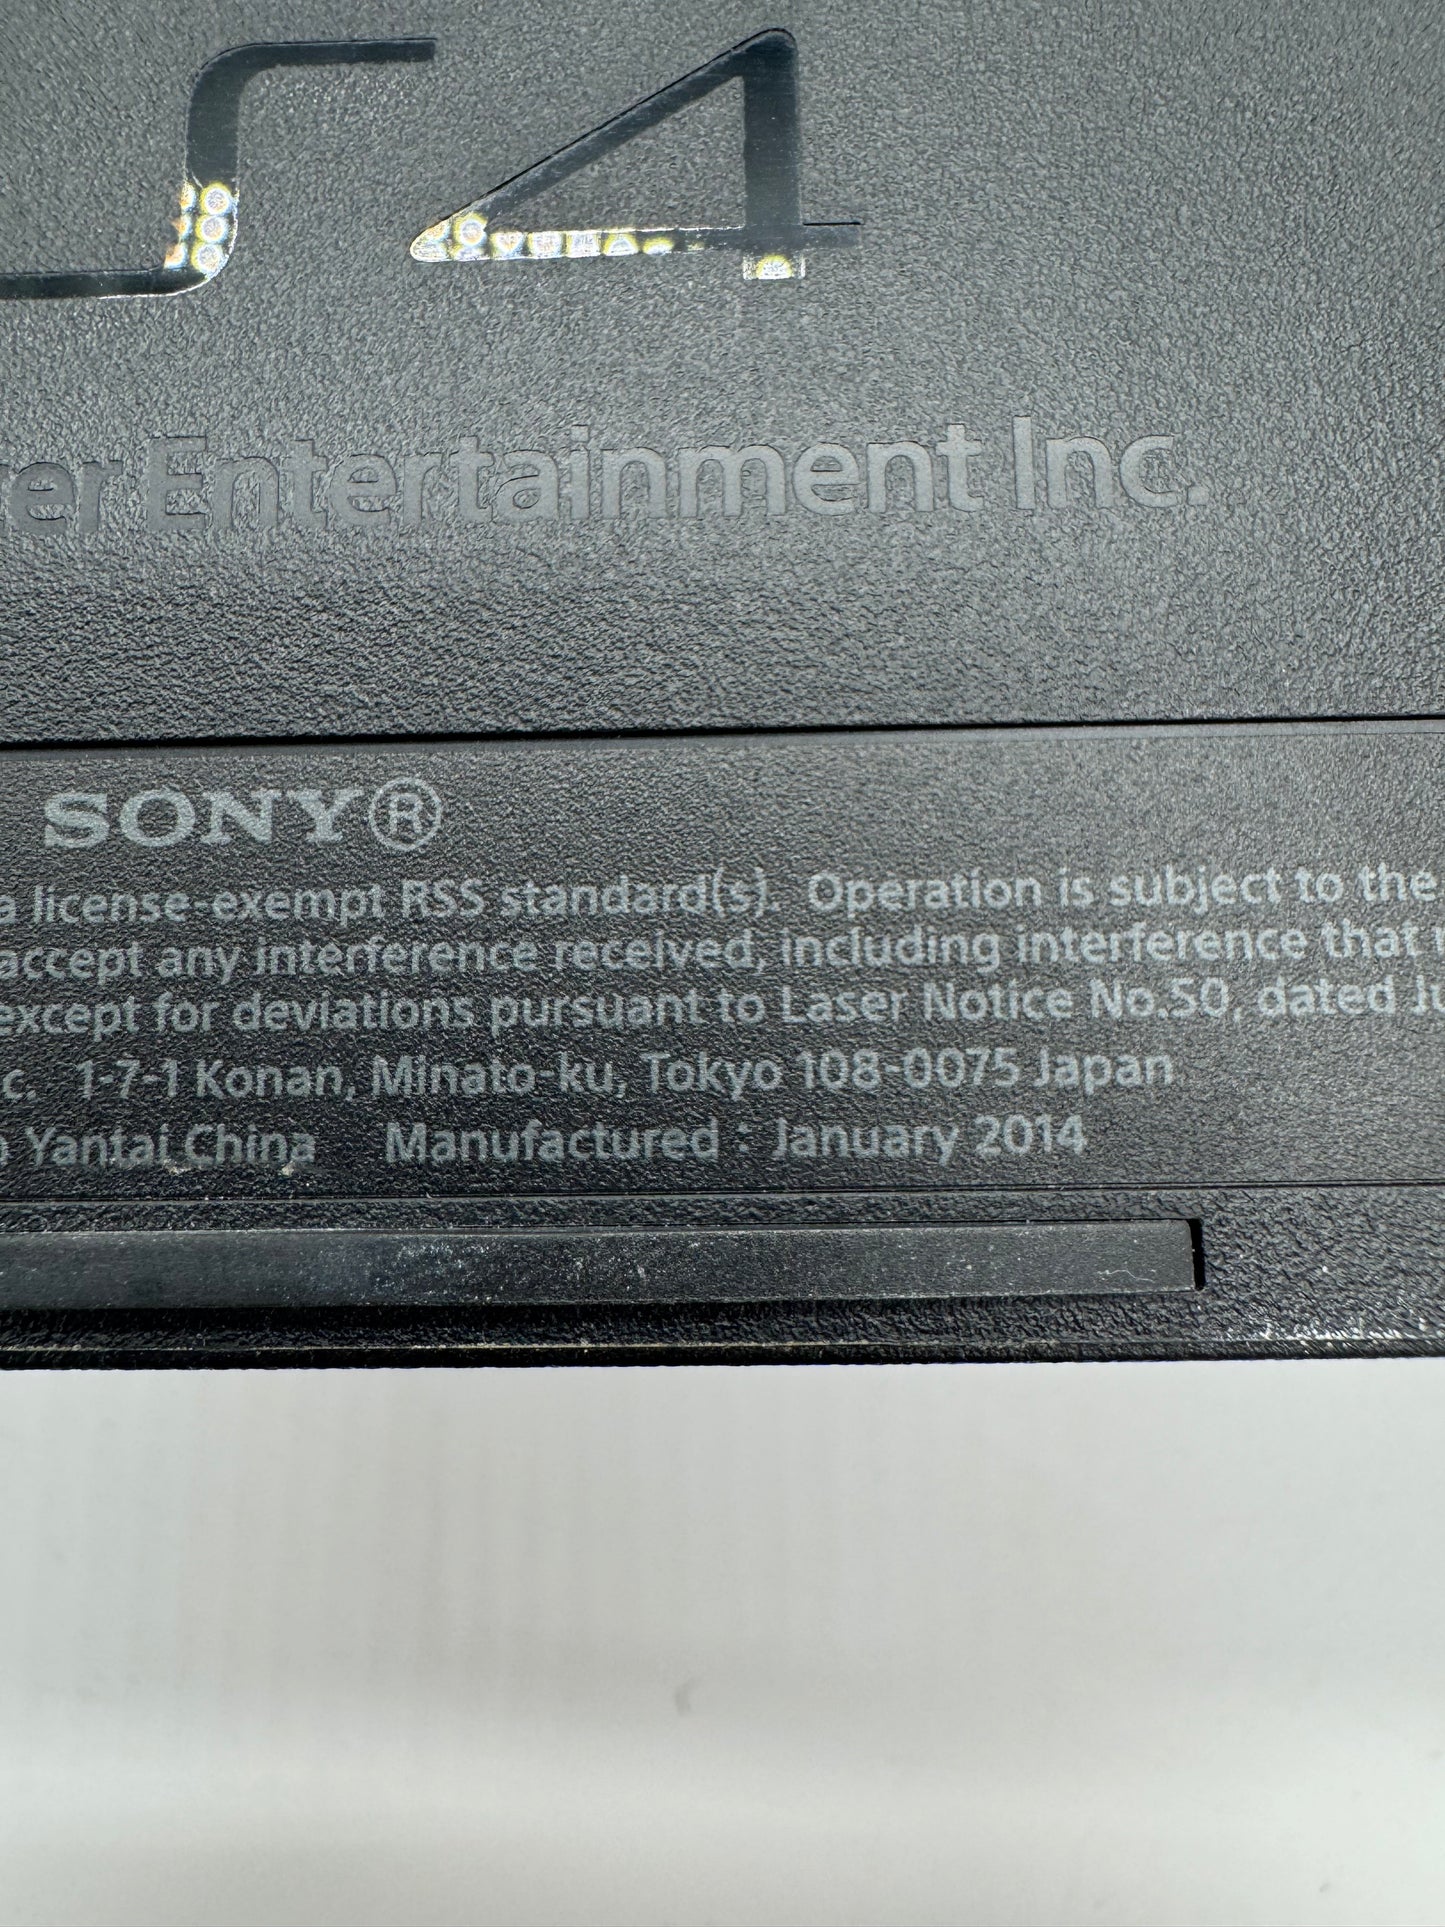 S4
er Entertainment Inc.
SONY®
a license-exempt RSS standard(s). Operation is subject to the
accept any interference received, including interference that
except for deviations pursuant to Laser Notice No.50, dated
c. 1-7-1 Konan, Minato-ku, Tokyo 108-0075 Japan
Yantai China Manufactured : January 2014